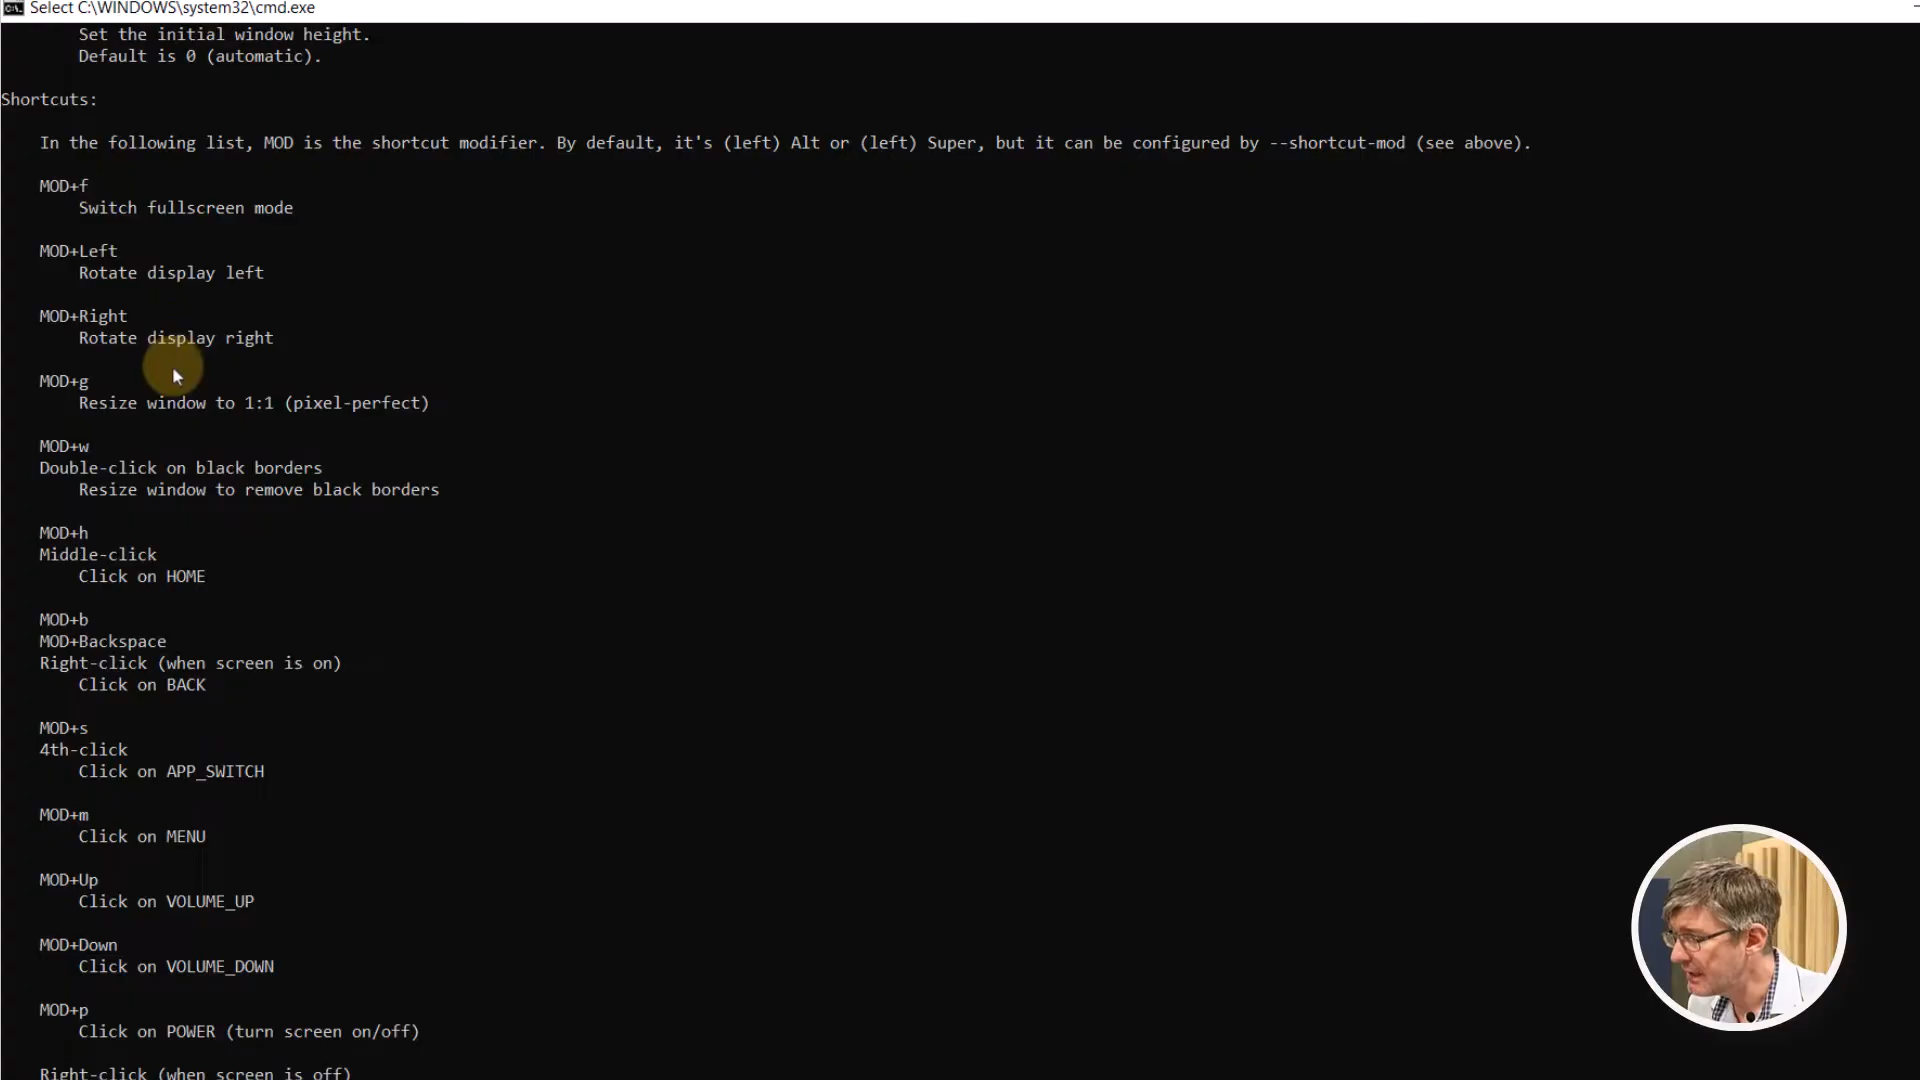 Select C:\WINDOWS\system32\cmd.exe
Set the initial window height.
Default is 0 (automatic).
Shortcuts:
In the following list, MOD is the shortcut modifier. By default, it's (left) Alt or (left) Super, but it can be configured by --shortcut-mod (see above).
MOD+f
Switch fullscreen mode
MOD+Left
Rotate display left
MOD+Right
Rotate display right
MOD+g
Resize window to 1:1 (pixel-perfect)
MOD+w
Double-click on black borders
Resize window to remove black borders
MOD+h
Middle-click
Click on HOME
MOD+b
MOD+Backspace
Right-click (when screen is on)
Click on BACK
MOD+s
4th-click
Click on APP_SWITCH
MOD+m
Click on MENU
MOD+Up
Click on VOLUME_UP
MOD+Down
Click on VOLUME_DOWN
MOD+p
Click on POWER (turn screen on/off)
Right-click (when screen is off)